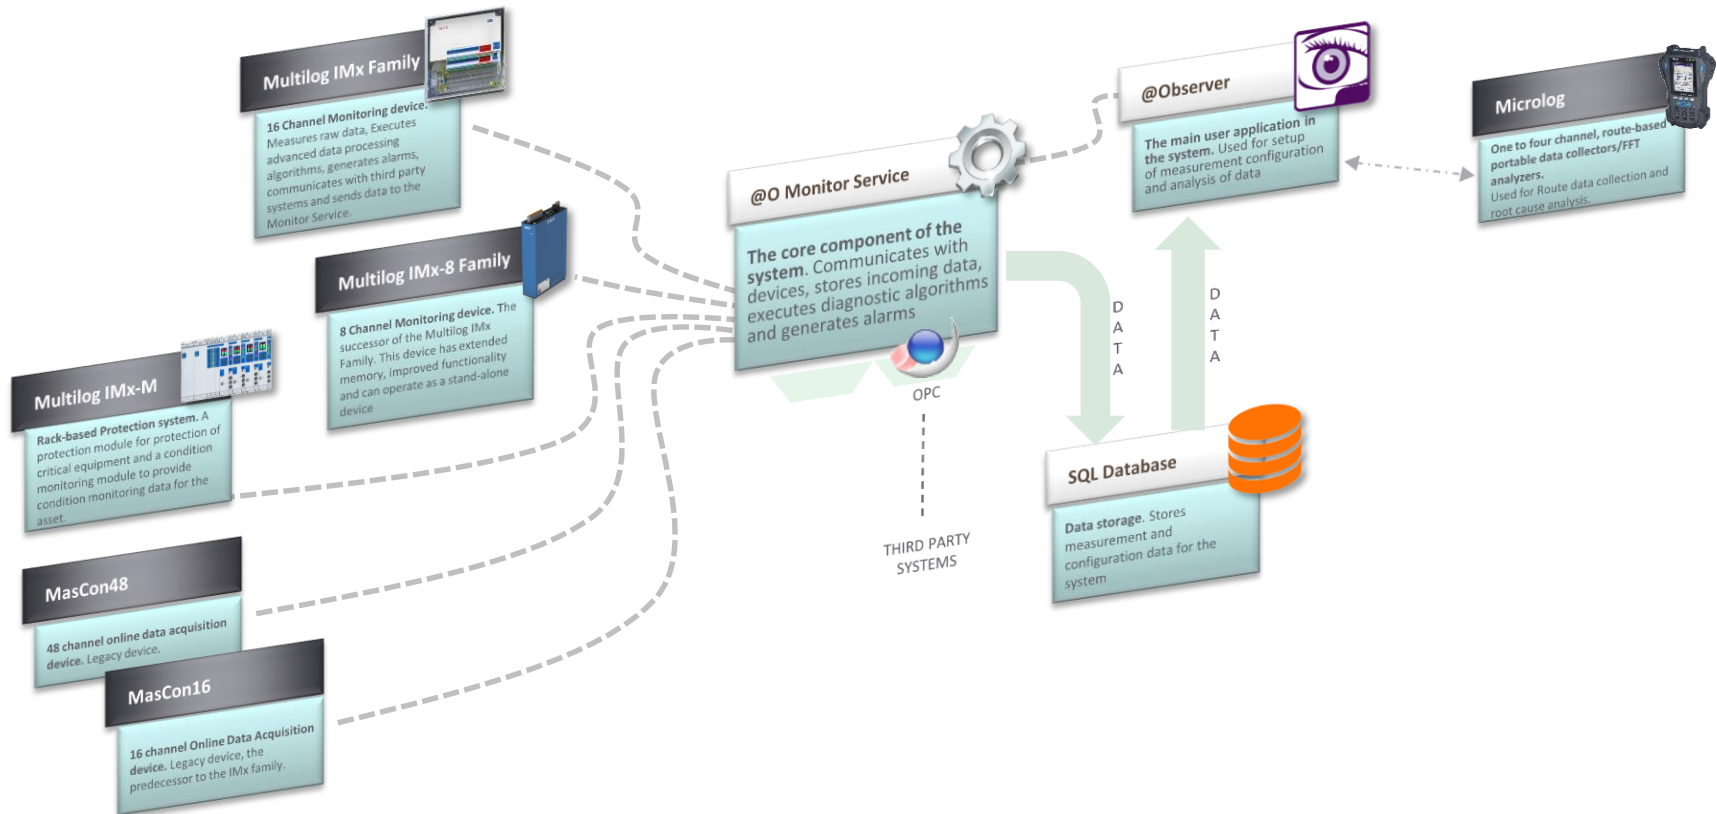 Multilog IMx Family
16 Channel Monitoring device.
Measures raw data, Executes
advanced data processing
algorithms, generates alarms,
communicates with third party
systems and sends data to the
Monitor Service.
Multilog IMx-8 Family
8 Channel Monitoring device. The
successor of the Multilog IMx
Family. This device has extended
memory, improved functionality
and can operate as a stand-alone
device
Multilog IMx-M
Rack-based Protection system. A
protection module for protection of
critical equipment and a condition
monitoring module to provide
condition monitoring data for the
asset.
MasCon48
48 channel online data acquisition
device. Legacy device.
MasCon16
16 channel Online Data Acquisition
device. Legacy device, the
predecessor to the IMx family.
@O Monitor Service
The core component of the
system. Communicates with
devices, stores incoming data,
executes diagnostic algorithms
and generates alarms
OPC
THIRD PARTY
SYSTEMS
@Observer
The main user application in
the system. Used for setup
of measurement configuration
and analysis of data
DATA
DATA
SQL Database
Data storage. Stores
measurement and
configuration data for the
system
Microlog
One to four channel, route-based
portable data collectors/FFT
analyzers.
Used for Route data collection and
root cause analysis.